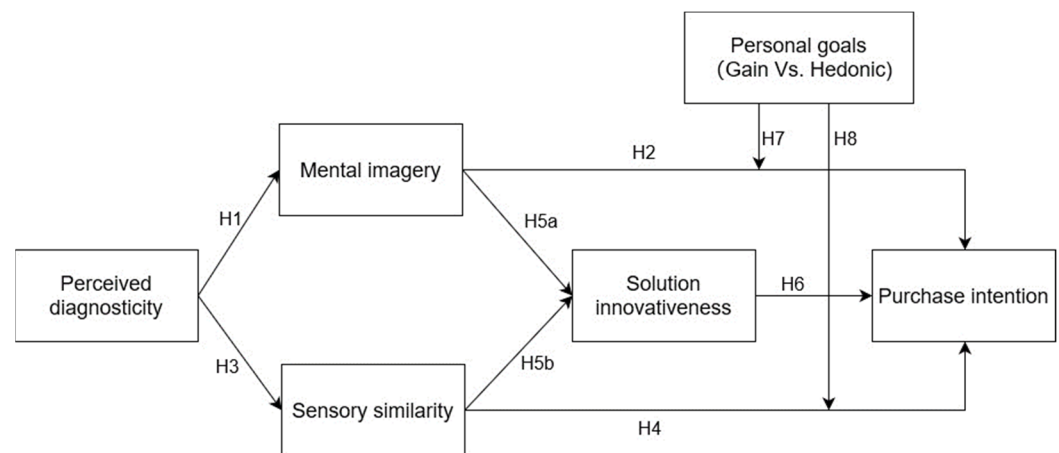 Personal goals
(Gain Vs. Hedonic)
H7
H8
H2
Mental imagery
H1
H5a
Perceived
diagnosticity
Solution
innovativeness
H6
Purchase intention
H3
H5b
Sensory similarity
H4